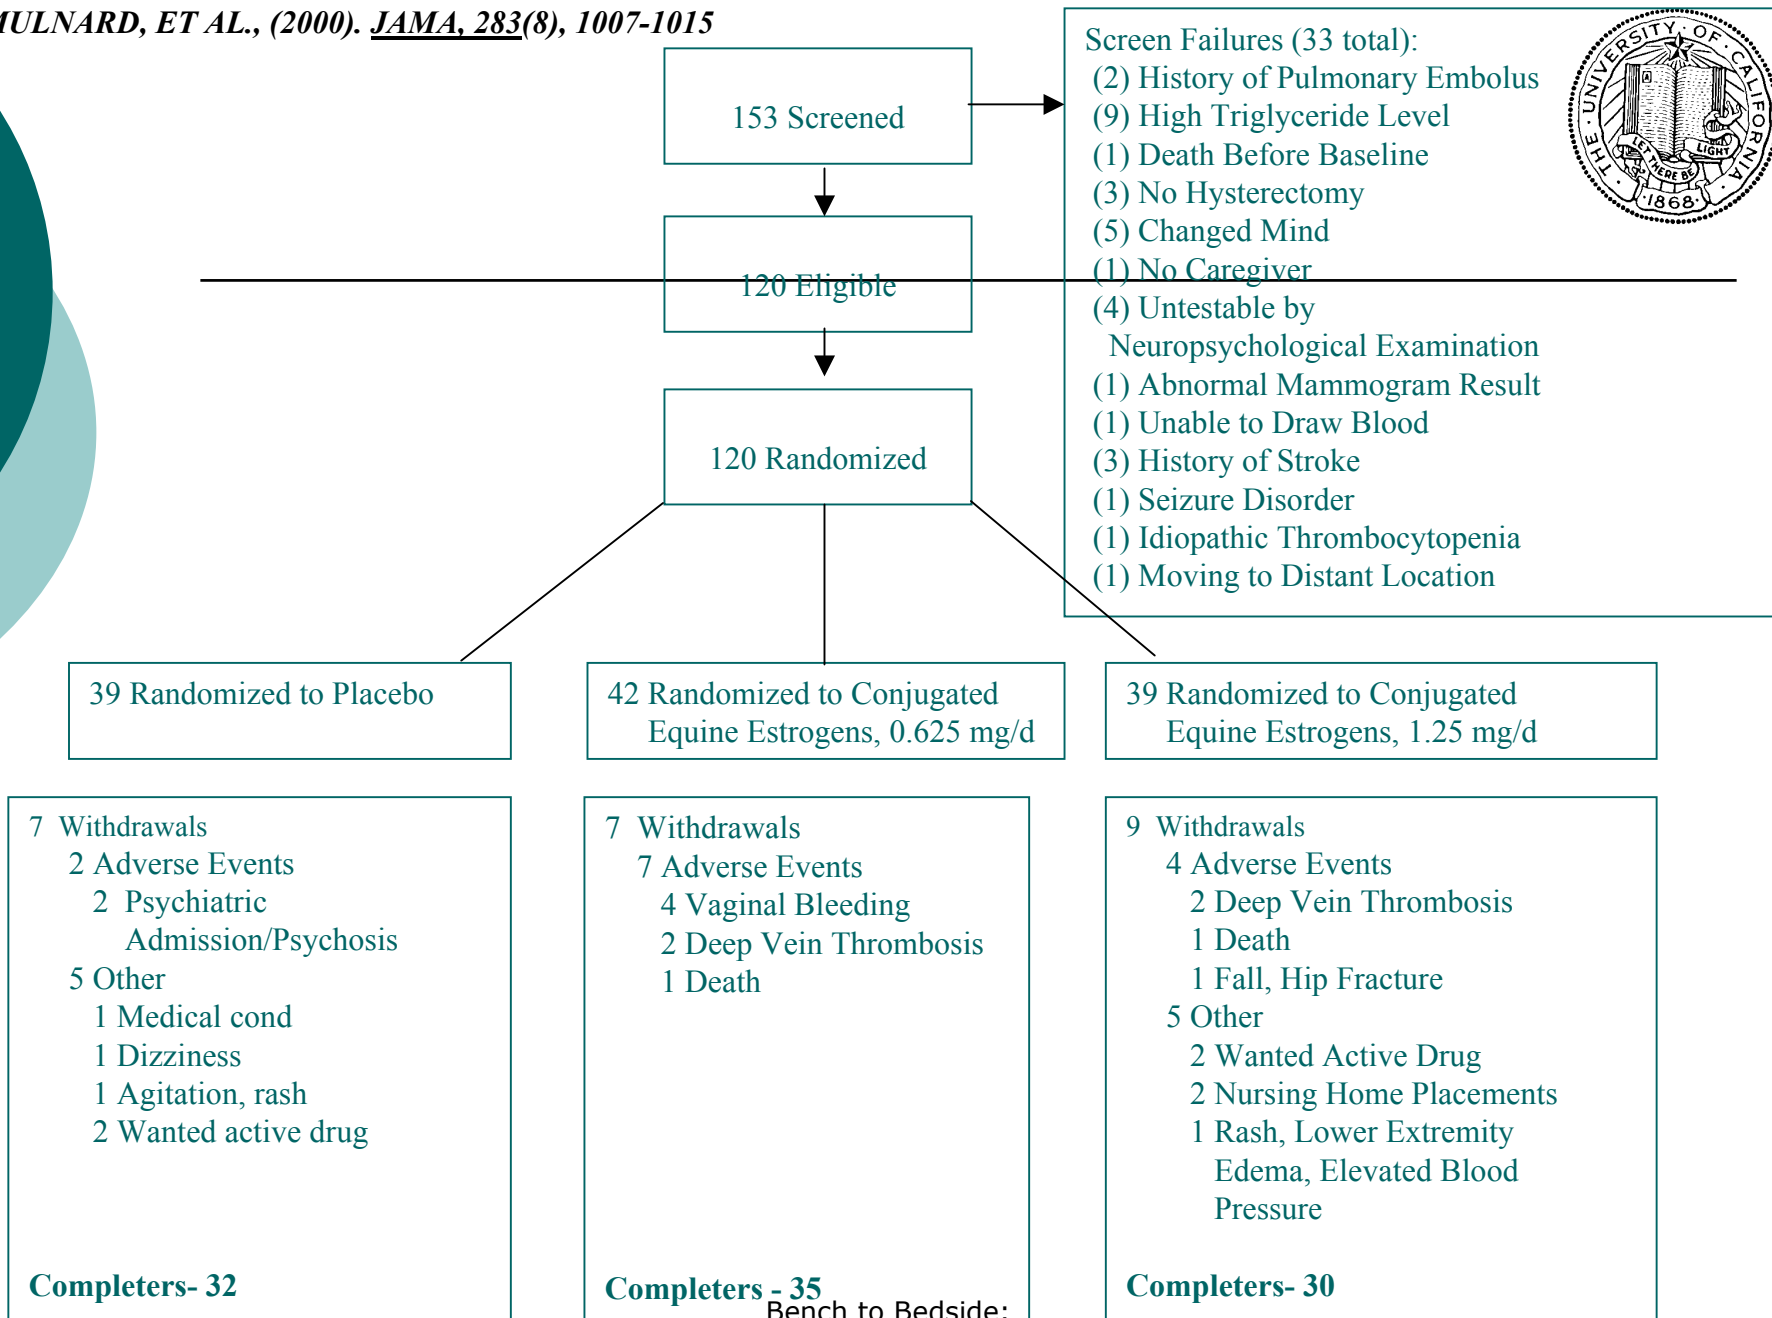 MULNARD, ET AL., (2000). JAMA, 283(8), 1007-1015
153 Screened
Screen Failures (33 total):
(2) History of Pulmonary Embolus
(9) High Triglyceride Level
(1) Death Before Baseline
(3) No Hysterectomy
(5) Changed Mind
(1) No Caregiver
(4) Untestable by
Neuropsychological Examination
(1) Abnormal Mammogram Result
(1) Unable to Draw Blood
(3) History of Stroke
(1) Seizure Disorder
(1) Idiopathic Thrombocytopenia
(1) Moving to Distant Location
THE · UNIVERSITY · OF · CALIFORNIA
LET THERE BE LIGHT
·1868·
120 Eligible
120 Randomized
39 Randomized to Placebo
42 Randomized to Conjugated
Equine Estrogens, 0.625 mg/d
39 Randomized to Conjugated
Equine Estrogens, 1.25 mg/d
7 Withdrawals
2 Adverse Events
2 Psychiatric
Admission/Psychosis
5 Other
1 Medical cond
1 Dizziness
1 Agitation, rash
2 Wanted active drug
Completers- 32
7 Withdrawals
7 Adverse Events
4 Vaginal Bleeding
2 Deep Vein Thrombosis
1 Death
Completers - 35
9 Withdrawals
4 Adverse Events
2 Deep Vein Thrombosis
1 Death
1 Fall, Hip Fracture
5 Other
2 Wanted Active Drug
2 Nursing Home Placements
1 Rash, Lower Extremity
Edema, Elevated Blood
Pressure
Completers- 30
Bench to Bedside: